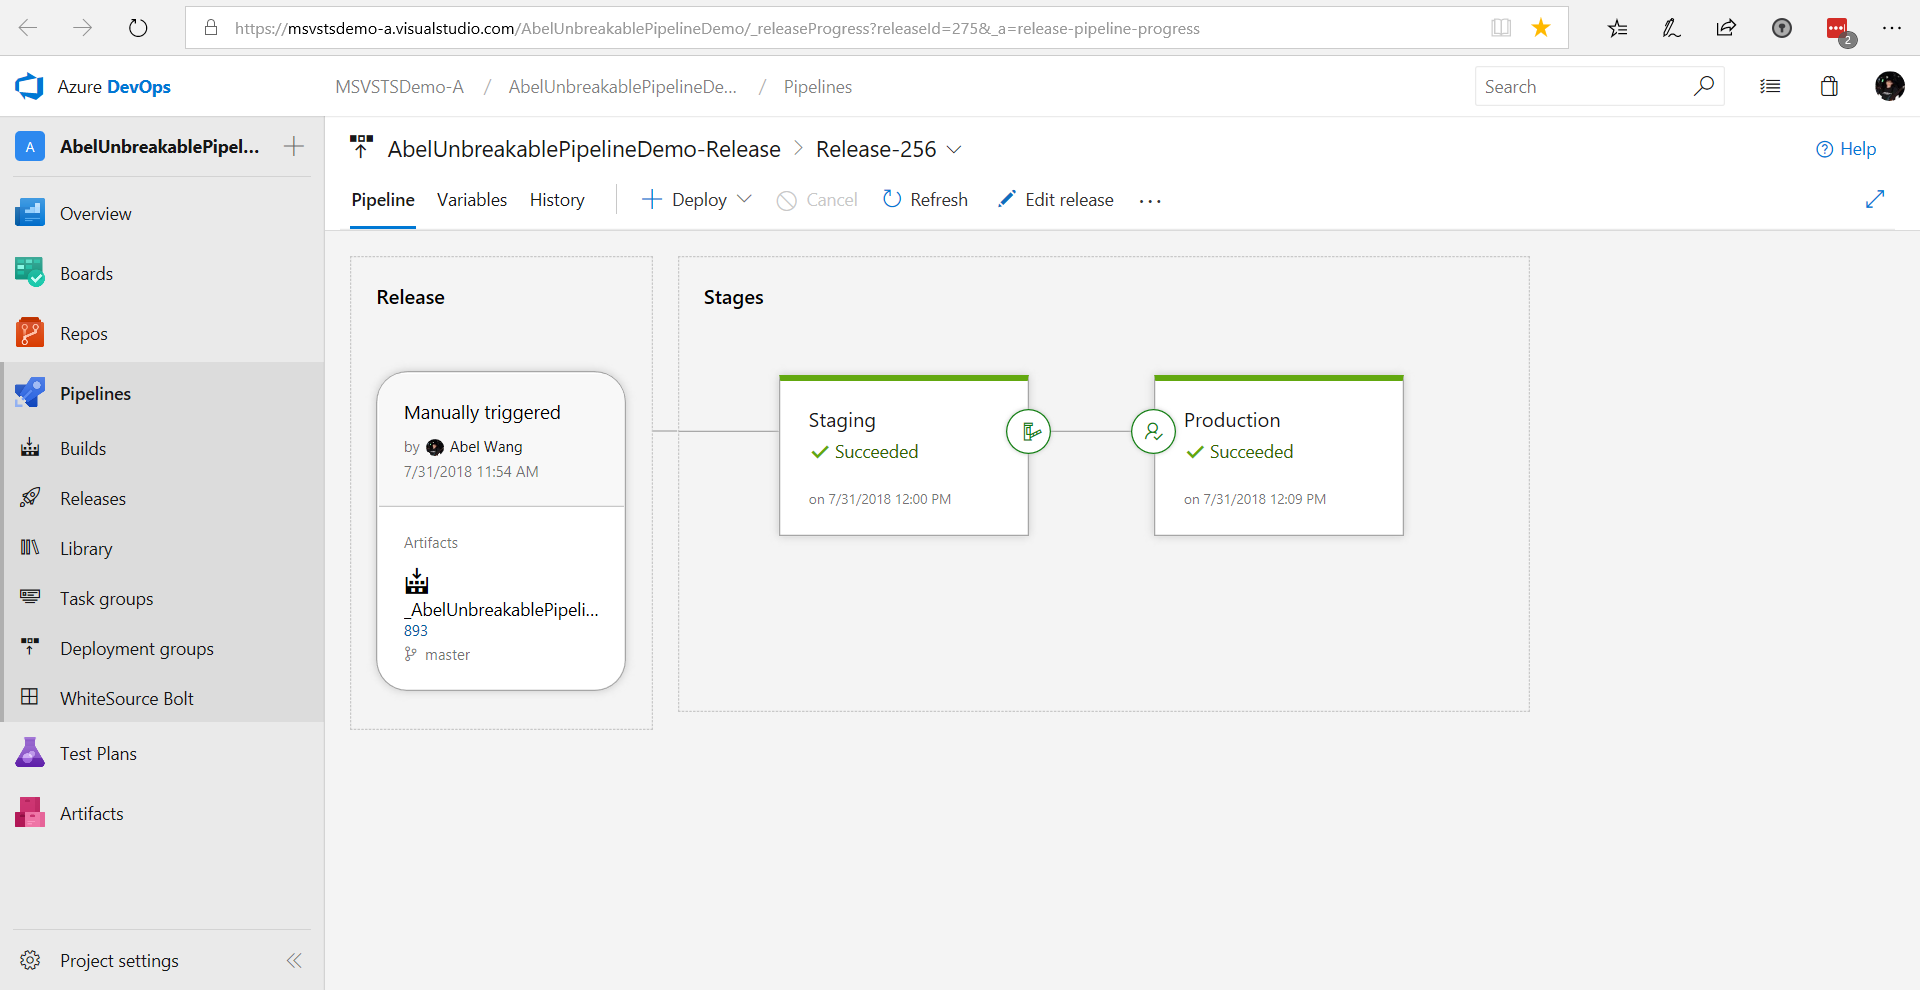 https://msvstsdemo-a.visualstudio.com/AbelUnbreakablePipelineDemo/_releaseProgress?releaseId=275&_a=release-pipeline-progress
2
Azure DevOps
MSVSTSDemo-A / AbelUnbreakablePipelineDe... / Pipelines
Search
A AbelUnbreakablePipel...
AbelUnbreakablePipelineDemo-Release > Release-256
Help
Pipeline Variables History Deploy Cancel Refresh Edit release ...
Overview
Boards
Repos
Pipelines
Builds
Releases
Library
Task groups
Deployment groups
WhiteSource Bolt
Test Plans
Artifacts
Project settings
Release
Manually triggered
by Abel Wang
7/31/2018 11:54 AM
Artifacts
_AbelUnbreakablePipeli...
893
master
Stages
Staging
Succeeded
on 7/31/2018 12:00 PM
Production
Succeeded
on 7/31/2018 12:09 PM